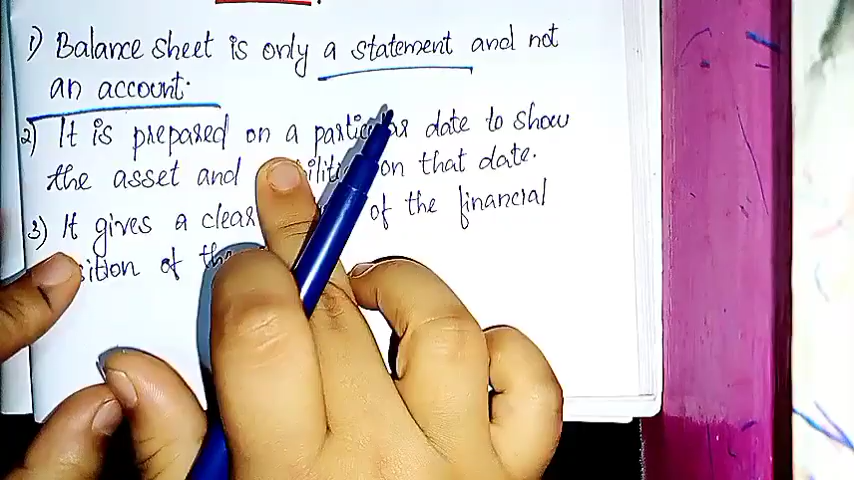 1) Balance sheet is only a statement and not
an account.
2) It is prepared on a particular date to show
the asset and on that date.
3) It gives a clear of the financial
of